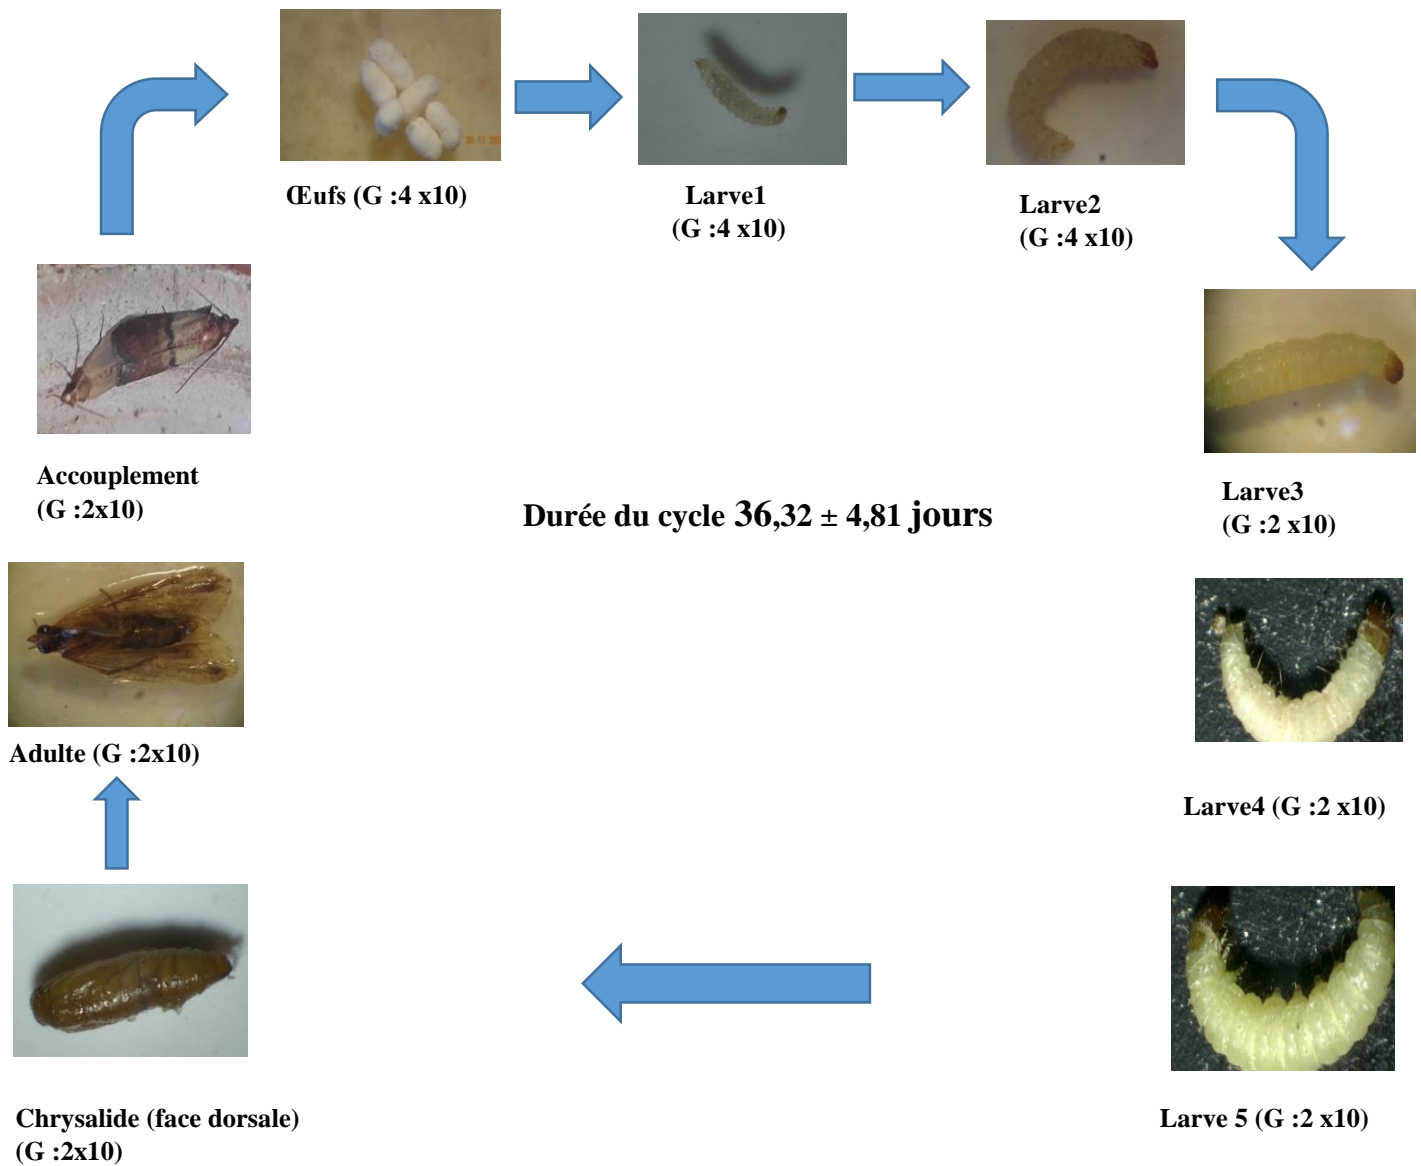 Œufs (G :4 x10)
Larve1
(G :4 x10)
Larve2
(G :4 x10)
Larve3
(G :2 x10)
Larve4 (G :2 x10)
Larve 5 (G :2 x10)
Chrysalide (face dorsale)
(G :2x10)
Adulte (G :2x10)
Accouplement
(G :2x10)
Durée du cycle 36,32 ± 4,81 jours